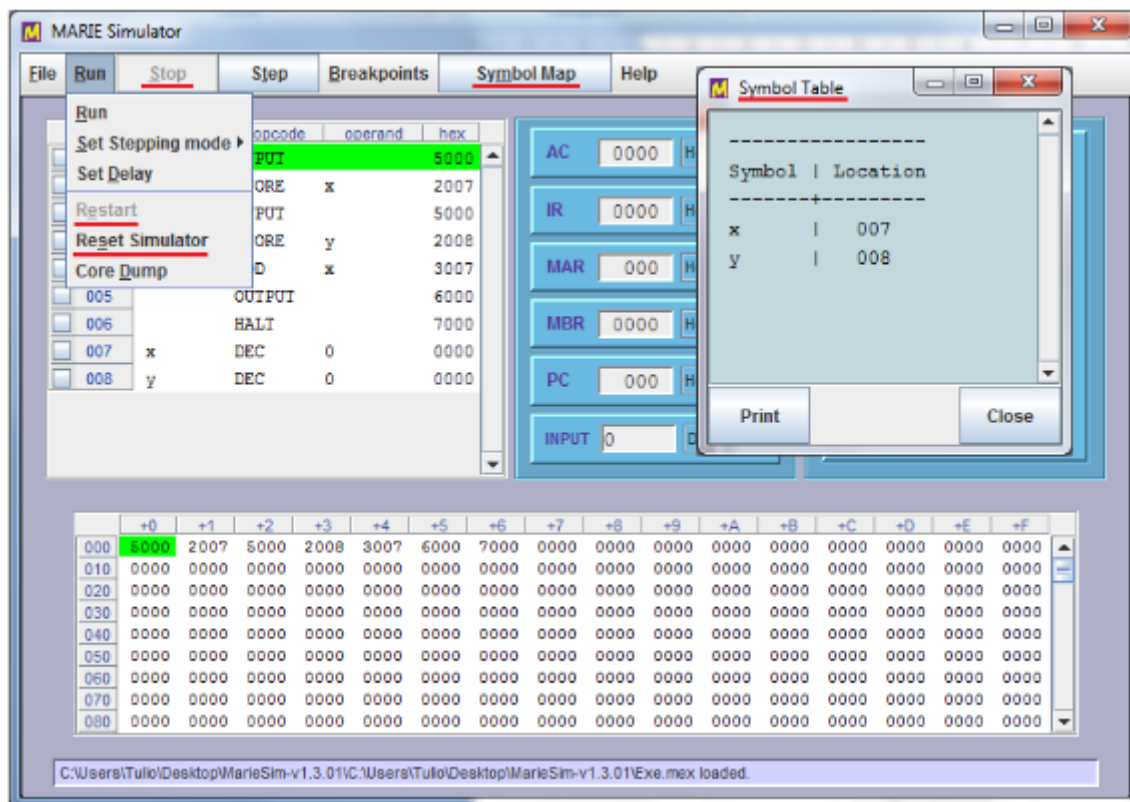 MARIE Simulator
File Run Stop Step Breakpoints Symbol Map Help
Run
Set Stepping mode
Set Delay
Restart
Reset Simulator
Core Dump
opcode operand hex
PUT 5000
ORE x 2007
PUT 5000
ORE y 2008
D x 3007
005 OUTPUT 6000
006 HALT 7000
007 x DEC 0 0000
008 y DEC 0 0000
AC 0000 H
IR 0000 H
MAR 000 H
MBR 0000 H
PC 000 H
INPUT 0 D
Symbol Table
------------------
Symbol | Location
-------+---------
x | 007
y | 008
Print Close
+0 +1 +2 +3 +4 +5 +6 +7 +8 +9 +A +B +C +D +E +F
000 5000 2007 5000 2008 3007 6000 7000 0000 0000 0000 0000 0000 0000 0000 0000 0000
010 0000 0000 0000 0000 0000 0000 0000 0000 0000 0000 0000 0000 0000 0000 0000 0000
020 0000 0000 0000 0000 0000 0000 0000 0000 0000 0000 0000 0000 0000 0000 0000 0000
030 0000 0000 0000 0000 0000 0000 0000 0000 0000 0000 0000 0000 0000 0000 0000 0000
040 0000 0000 0000 0000 0000 0000 0000 0000 0000 0000 0000 0000 0000 0000 0000 0000
050 0000 0000 0000 0000 0000 0000 0000 0000 0000 0000 0000 0000 0000 0000 0000 0000
060 0000 0000 0000 0000 0000 0000 0000 0000 0000 0000 0000 0000 0000 0000 0000 0000
070 0000 0000 0000 0000 0000 0000 0000 0000 0000 0000 0000 0000 0000 0000 0000 0000
080 0000 0000 0000 0000 0000 0000 0000 0000 0000 0000 0000 0000 0000 0000 0000 0000
C:\Users\Tulio\Desktop\MarieSim-v1.3.01\C:\Users\Tulio\Desktop\MarieSim-v1.3.01\Exe.mex loaded.